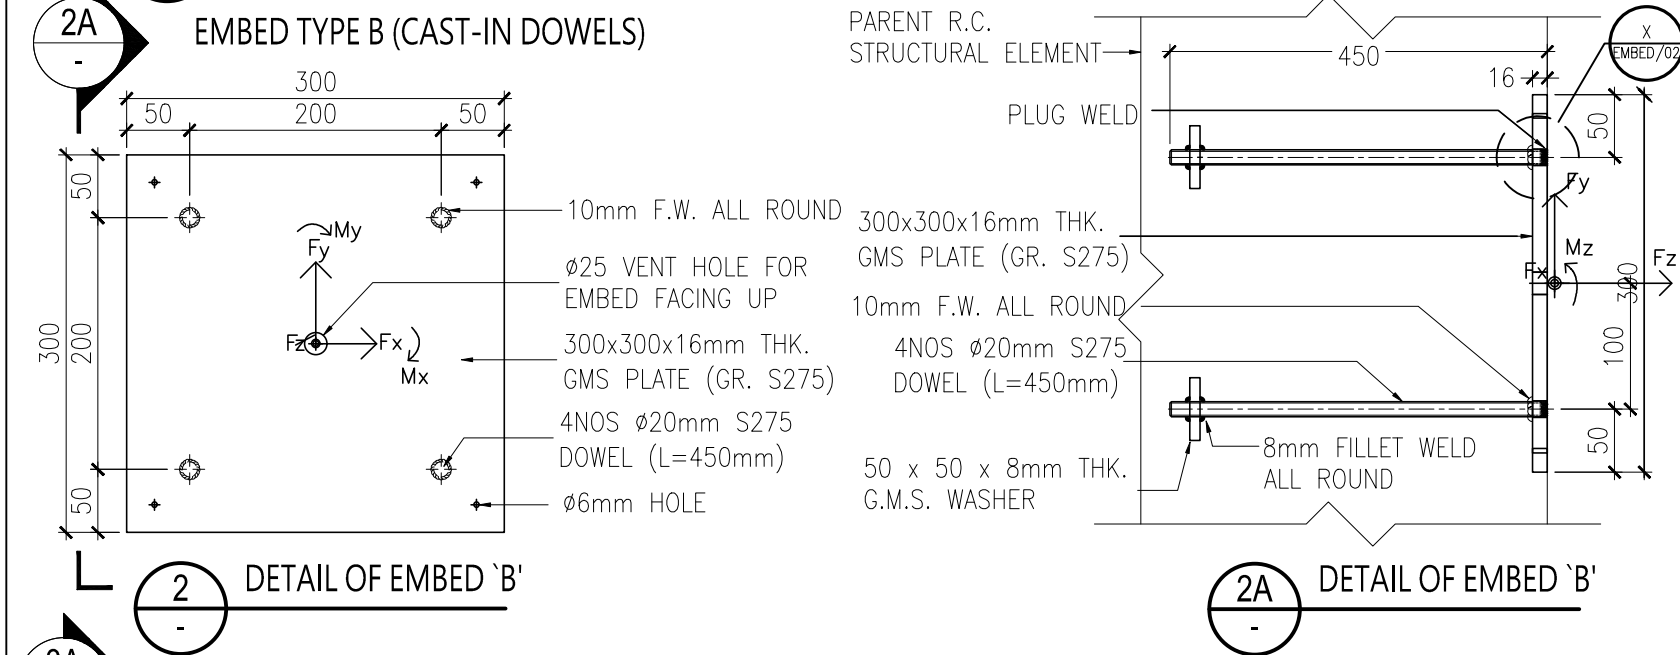 2A
-
EMBED TYPE B (CAST-IN DOWELS)
300
50
200
50
300
50
200
50
My
Fy
Fz
Fx
Mx
10mm F.W. ALL ROUND
ø25 VENT HOLE FOR
EMBED FACING UP
300x300x16mm THK.
GMS PLATE (GR. S275)
4NOS ø20mm S275
DOWEL (L=450mm)
ø6mm HOLE
2
-
DETAIL OF EMBED `B'
PARENT R.C.
STRUCTURAL ELEMENT
450
16
X
EMBED/02
PLUG WELD
50
Fy
300x300x16mm THK.
GMS PLATE (GR. S275)
Mz
Fx
Fz
300
10mm F.W. ALL ROUND
4NOS ø20mm S275
DOWEL (L=450mm)
100
50
8mm FILLET WELD
ALL ROUND
50 x 50 x 8mm THK.
G.M.S. WASHER
2A
-
DETAIL OF EMBED `B'